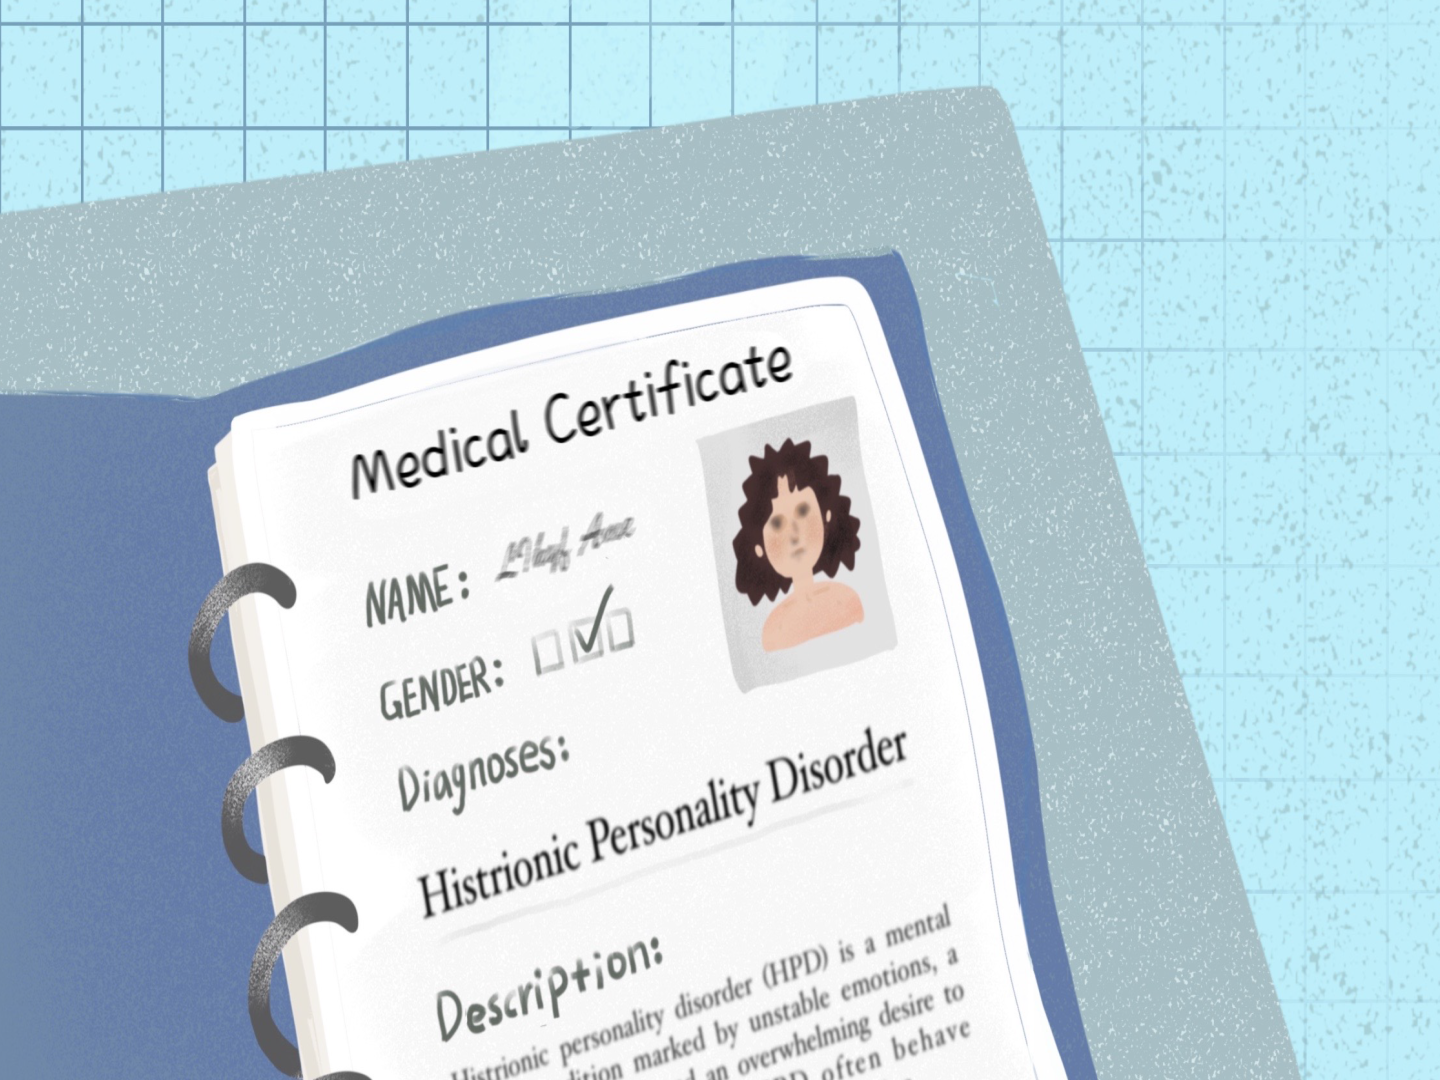 Medical Certificate
NAME:
GENDER:
Diagnoses:
Histrionic Personality Disorder
Description:
Histrionic personality disorder (HPD) is a mental
marked by unstable emotions, a
an overwhelming desire to
often behave